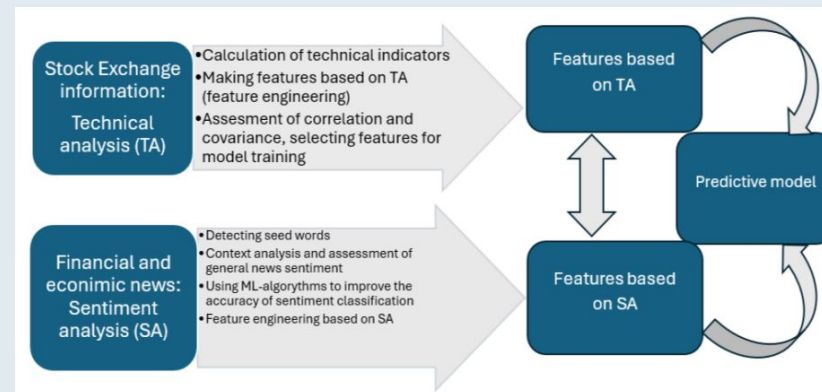 Stock Exchange
information:
Technical
analysis (TA)
•Calculation of technical indicators
•Making features based on TA
(feature engineering)
•Assesment of correlation and
covariance, selecting features for
model training
Features based
on TA
Predictive model
Financial and
econimic news:
Sentiment
analysis (SA)
•Detecting seed words
•Context analysis and assessment of
general news sentiment
•Using ML-algorythms to improve the
accuracy of sentiment classification
•Feature engineering based on SA
Features based
on SA